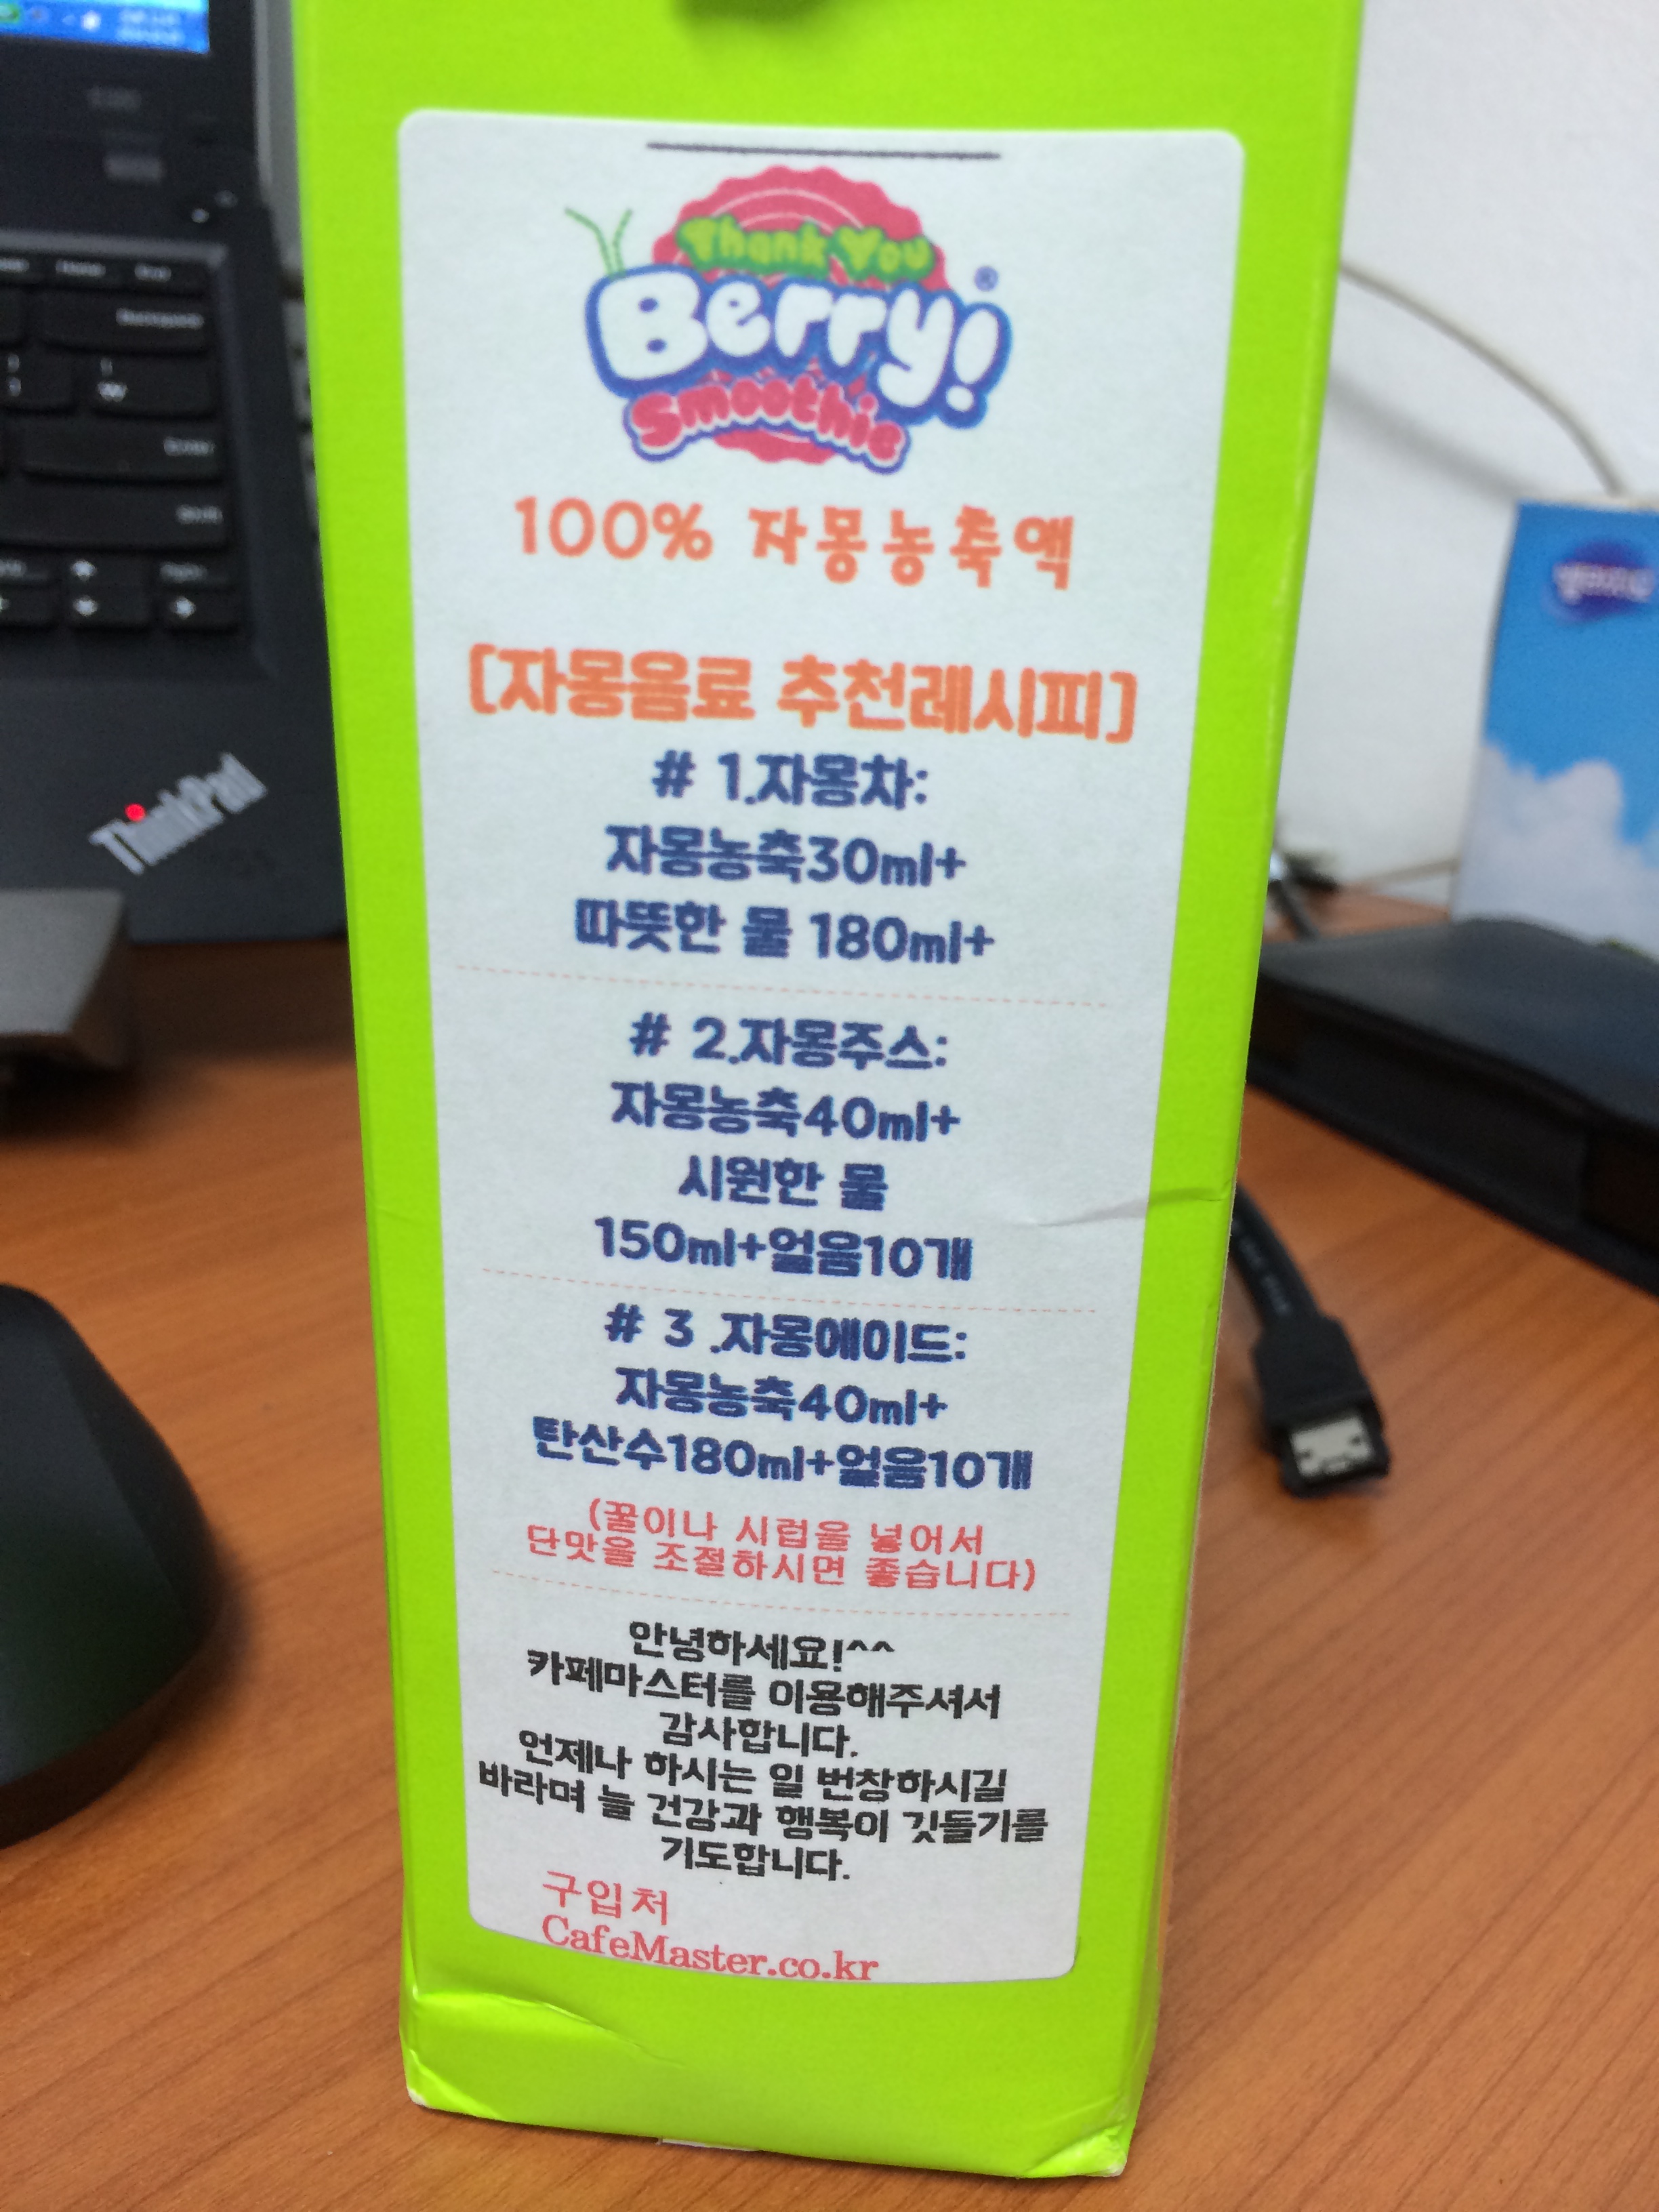 Thank You
Berry!®
Smoothie
100% 자몽농축액
[자몽음료 추천레시피]
# 1.자몽차:
자몽농축30ml+
따뜻한 물 180ml+
# 2.자몽주스:
자몽농축40ml+
시원한 물
150ml+얼음10개
# 3 .자몽에이드:
자몽농축40ml+
탄산수180ml+얼음10개
(꿀이나 시럽을 넣어서
단맛을 조절하시면 좋습니다)
안녕하세요!^^
카페마스터를 이용해주셔서
감사합니다.
언제나 하시는 일 번창하시길
바라며 늘 건강과 행복이 깃들기를
기도합니다.
구입처
CafeMaster.co.kr
ThinkPad
Home
Backspace
Enter
Shift